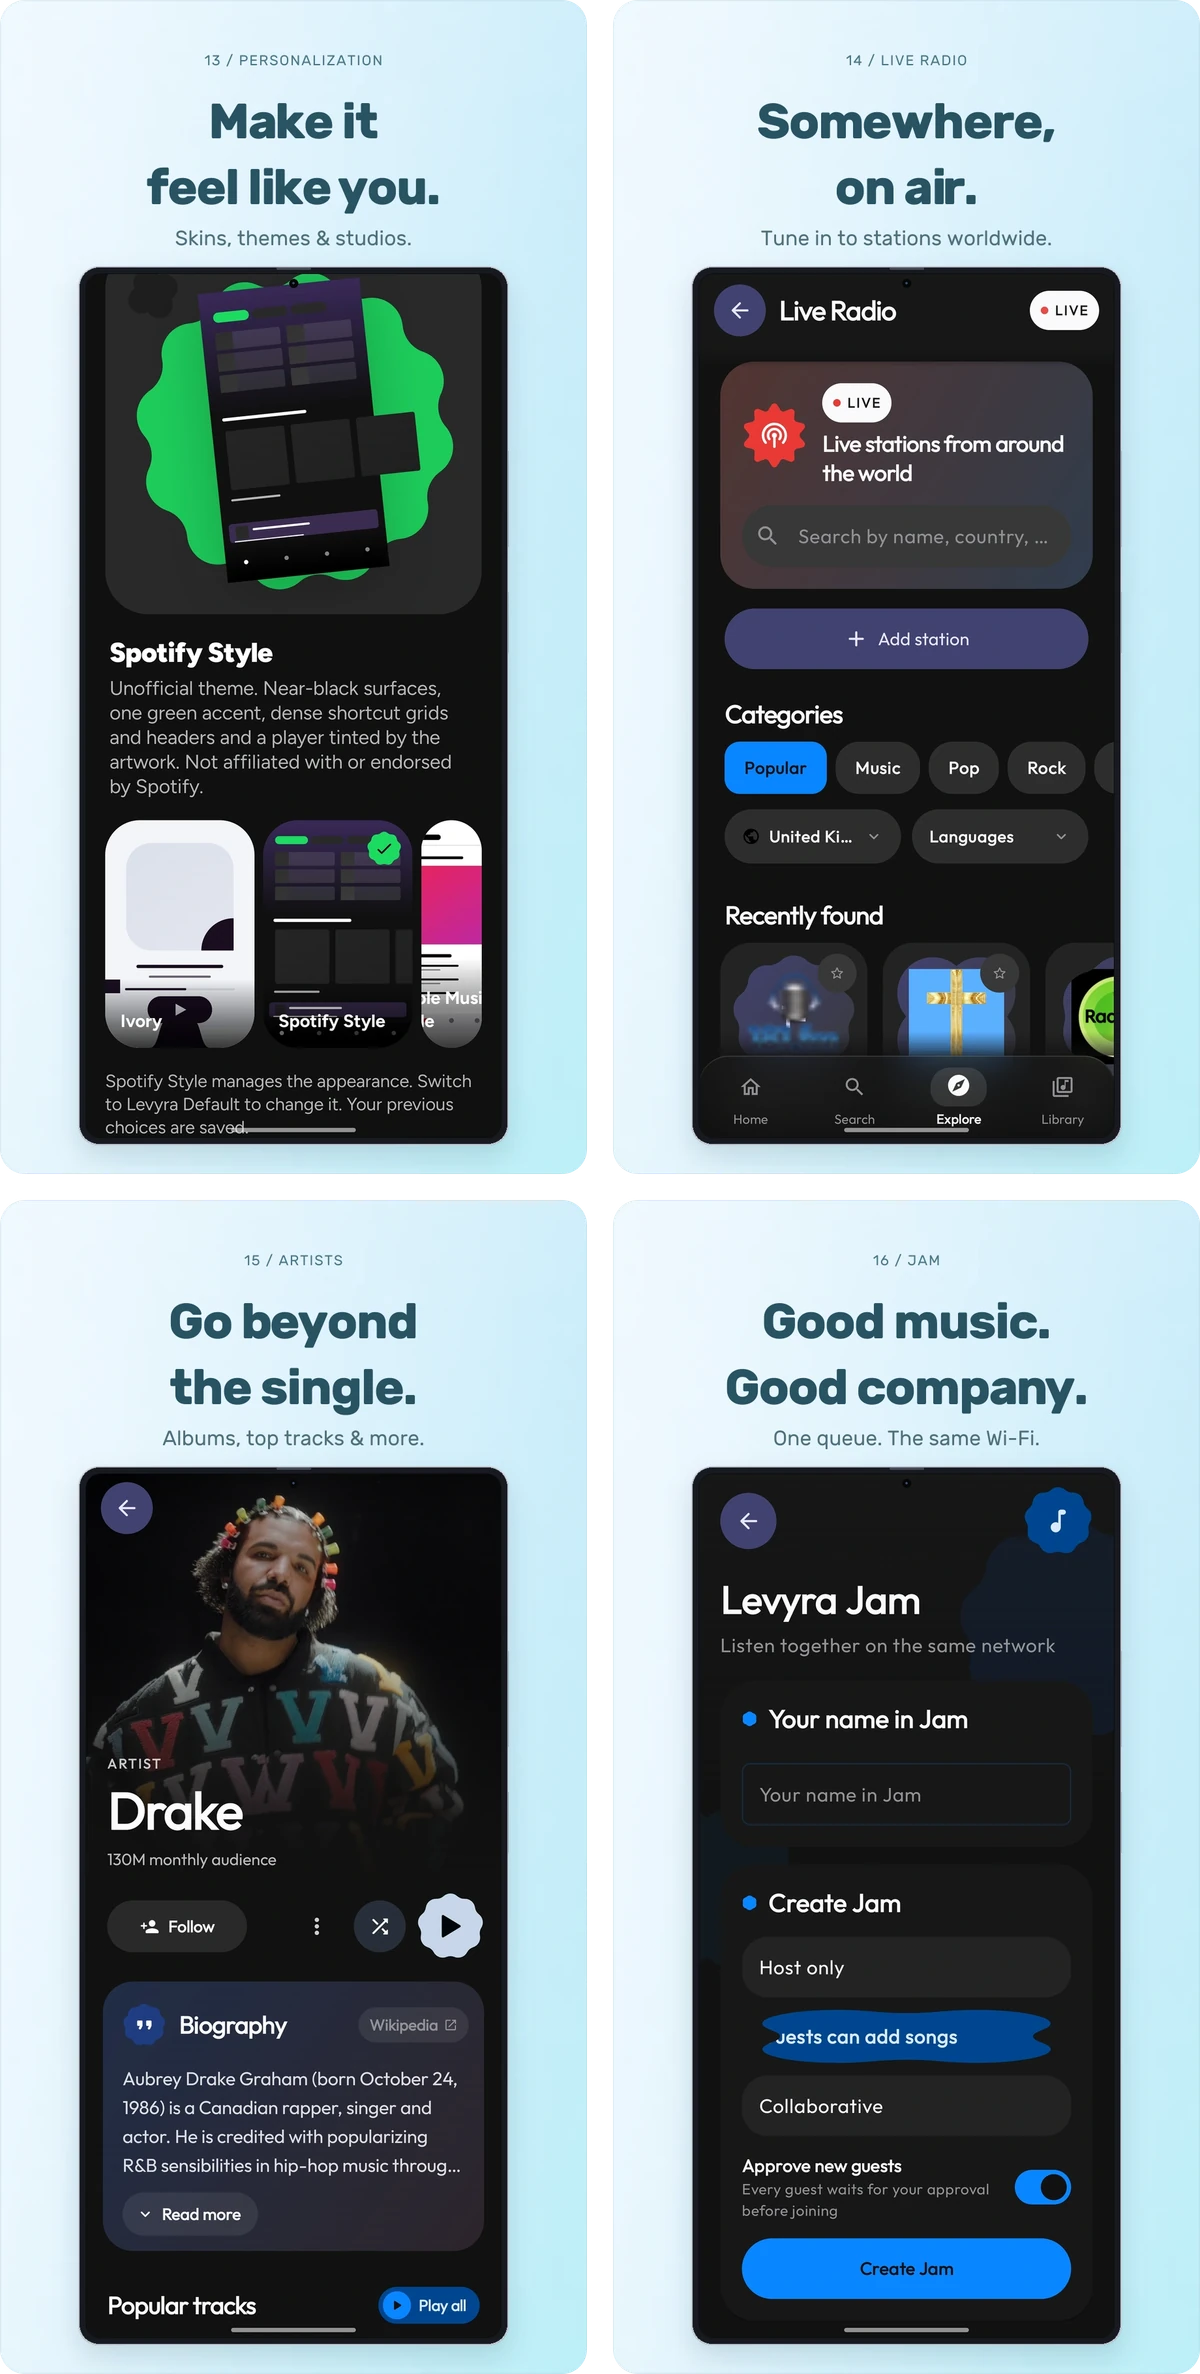 13 / PERSONALIZATION
Make it
feel like you.
Skins, themes & studios.
Spotify Style
Unofficial theme. Near-black surfaces,
one green accent, dense shortcut grids
and headers and a player tinted by the
artwork. Not affiliated with or endorsed
by Spotify.
Ivory
Spotify Style
ple Musi
le
Spotify Style manages the appearance. Switch
to Levyra Default to change it. Your previous
choices are saved.
14 / LIVE RADIO
Somewhere,
on air.
Tune in to stations worldwide.
Live Radio
LIVE
LIVE
Live stations from around
the world
Search by name, country, ...
+ Add station
Categories
Popular
Music
Pop
Rock
United Ki...
Languages
Recently found
Rad
Home
Search
Explore
Library
15 / ARTISTS
Go beyond
the single.
Albums, top tracks & more.
ARTIST
Drake
130M monthly audience
Follow
Biography
Wikipedia
Aubrey Drake Graham (born October 24,
1986) is a Canadian rapper, singer and
actor. He is credited with popularizing
R&B sensibilities in hip-hop music throug...
Read more
Popular tracks
Play all
16 / JAM
Good music.
Good company.
One queue. The same Wi-Fi.
Levyra Jam
Listen together on the same network
Your name in Jam
Your name in Jam
Create Jam
Host only
uests can add songs
Collaborative
Approve new guests
Every guest waits for your approval
before joining
Create Jam